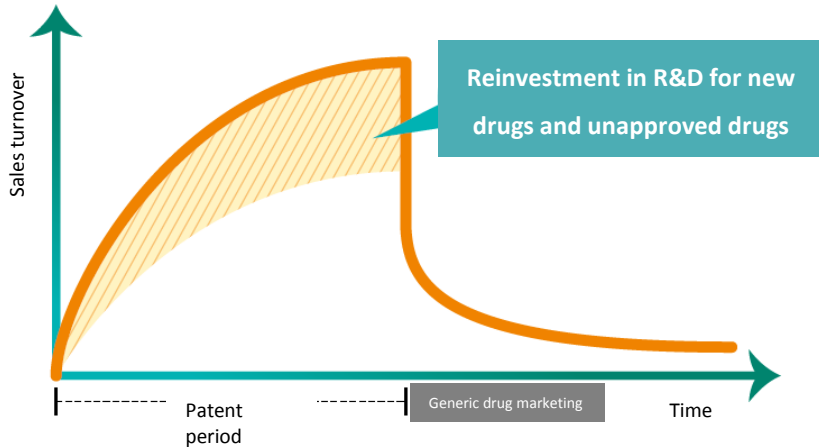 Reinvestment in R&D for new
drugs and unapproved drugs
Sales turnover
Patent
period
Generic drug marketing
Time